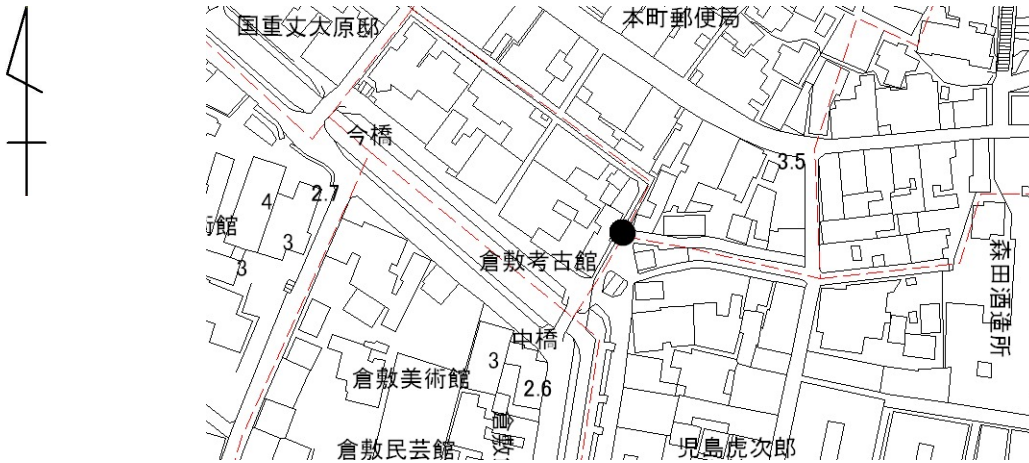 国重文大原邸
本町郵便局
今橋
3.5
4
2.7
術館
3
3
倉敷考古館
森田酒造所
中橋
3
倉敷美術館
2.6
倉敷
倉敷民芸館
児島虎次郎